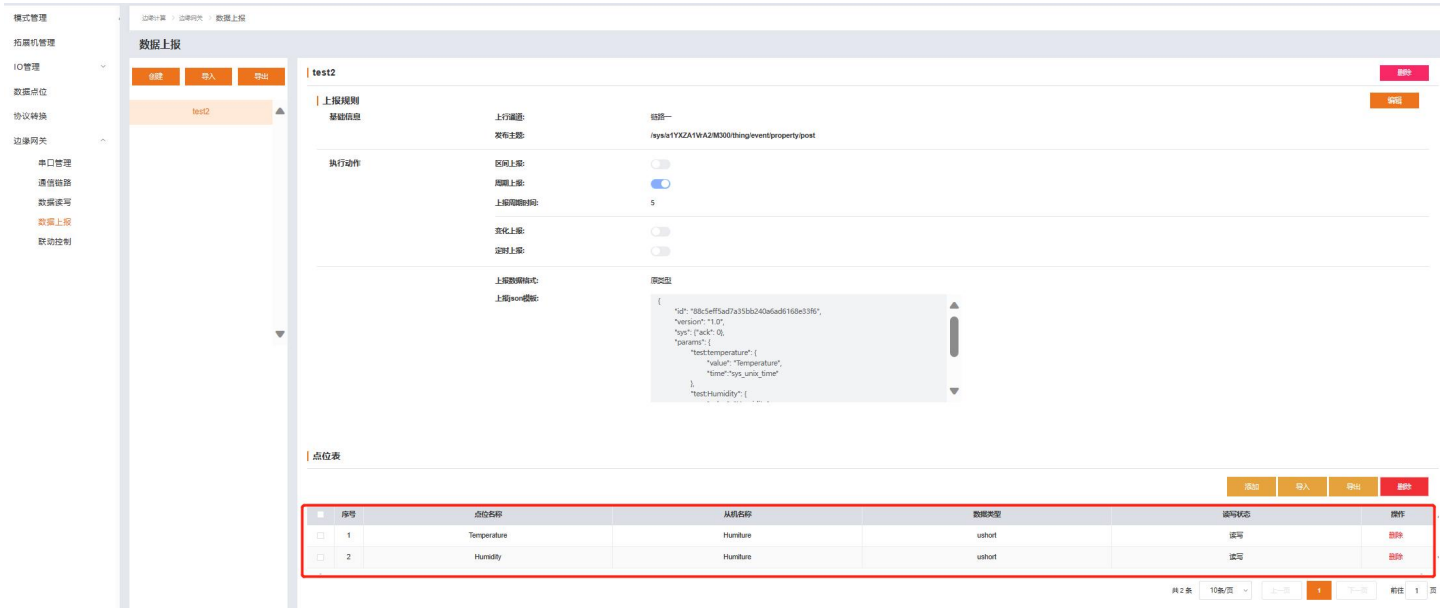 模式管理
拓展机管理
IO管理
数据点位
协议转换
边缘网关
串口管理
通信链路
数据读写
数据上报
联动控制
边缘计算 / 边缘网关 / 数据上报
数据上报
创建 导入 导出
test2
test2 删除
上报规则 编辑
基础信息 上行通道: 链路一
发布主题: /sys/a1YXZA1VrA2/M300/thing/event/property/post
执行动作 区间上报:
周期上报:
上报周期时间: 5
变化上报:
定时上报:
上报数据格式: 原类型
上报json模板: {
"id": "88c5eff5ad7a35bb240a6ad6168e33f6",
"version": "1.0",
"sys": {"ack": 0},
"params": {
"test:temperature": {
"value": "Temperature",
"time":"sys_unix_time"
},
"test:Humidity": {
点位表
添加 导入 导出 删除
序号 点位名称 从机名称 数据类型 读写状态 操作
1 Temperature Humiture ushort 读写 删除
2 Humidity Humiture ushort 读写 删除
共 2 条 10条/页 上一页 1 下一页 前往 1 页